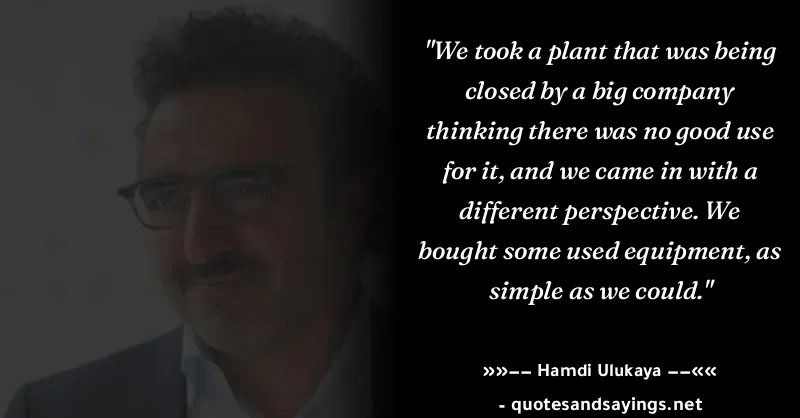 "We took a plant that was being
closed by a big company
thinking there was no good use
for it, and we came in with a
different perspective. We
bought some used equipment, as
simple as we could."
»»–– Hamdi Ulukaya ––««
- quotesandsayings.net